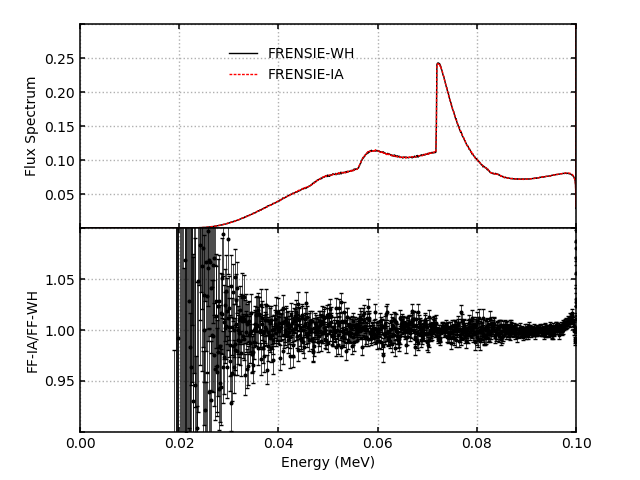 0.25
0.20
0.15
0.10
0.05
Flux Spectrum
FRENSIE-WH
FRENSIE-IA
1.05
1.00
0.95
FF-IA/FF-WH
0.00 0.02 0.04 0.06 0.08 0.10
Energy (MeV)